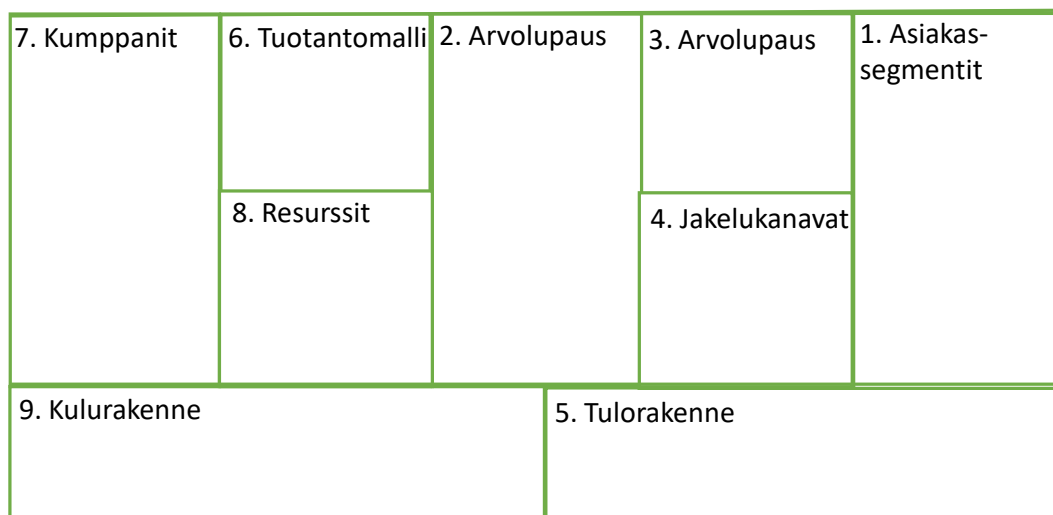 7. Kumppanit
6. Tuotantomalli
2. Arvolupaus
3. Arvolupaus
1. Asiakas-
segmentit
8. Resurssit
4. Jakelukanavat
9. Kulurakenne
5. Tulorakenne